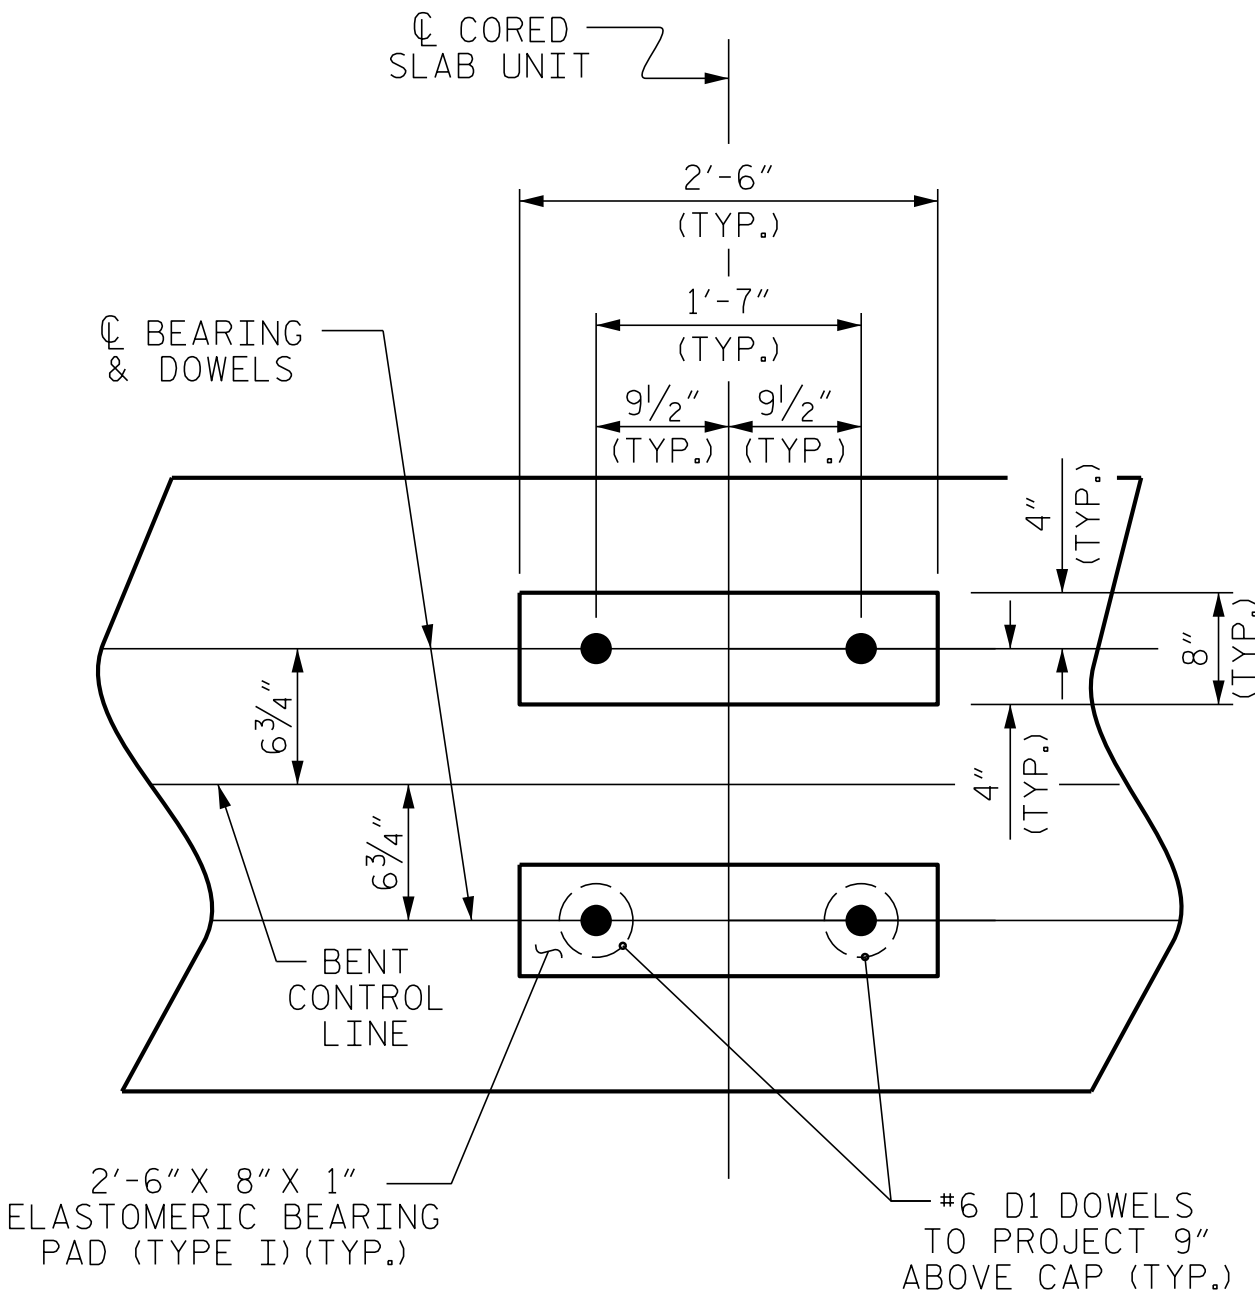 ℄ CORED
SLAB UNIT
2'-6"
(TYP.)
1'-7"
(TYP.)
℄ BEARING
& DOWELS
9½"
(TYP.)
9½"
(TYP.)
4"
(TYP.)
8"
(TYP.)
6¾"
4"
(TYP.)
6¾"
BENT
CONTROL
LINE
2'-6" X 8" X 1"
ELASTOMERIC BEARING
PAD (TYPE I) (TYP.)
#6 D1 DOWELS
TO PROJECT 9"
ABOVE CAP (TYP.)